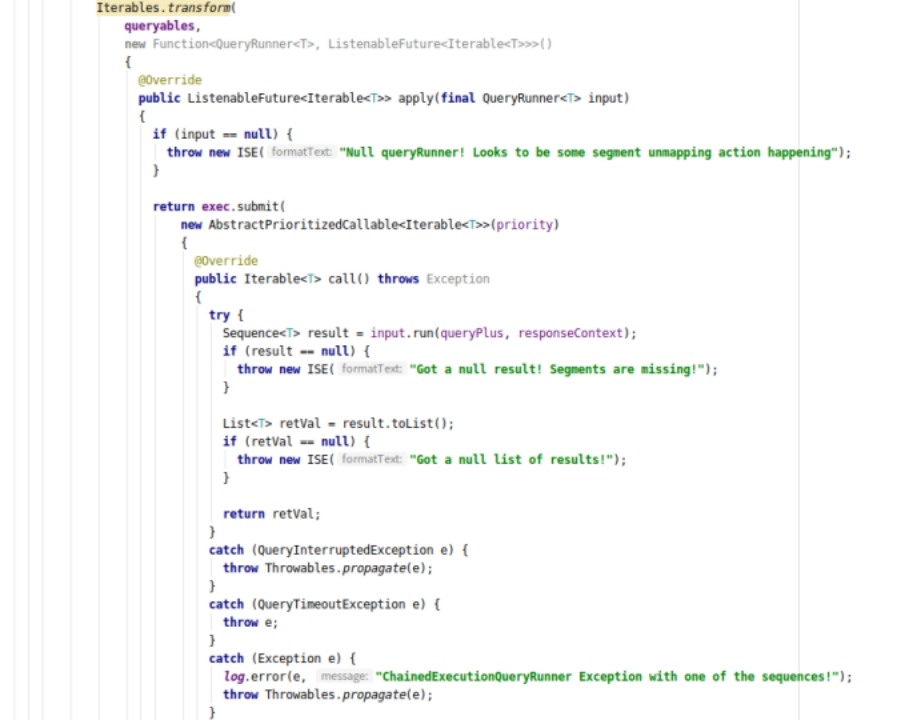 Iterables.transform(
queryables,
new Function<QueryRunner<T>, ListenableFuture<Iterable<T>>>()
{
@Override
public ListenableFuture<Iterable<T>> apply(final QueryRunner<T> input)
{
if (input == null) {
throw new ISE( formatText: "Null queryRunner! Looks to be some segment unmapping action happening");
}
return exec.submit(
new AbstractPrioritizedCallable<Iterable<T>>(priority)
{
@Override
public Iterable<T> call() throws Exception
{
try {
Sequence<T> result = input.run(queryPlus, responseContext);
if (result == null) {
throw new ISE( formatText: "Got a null result! Segments are missing!");
}
List<T> retVal = result.toList();
if (retVal == null) {
throw new ISE( formatText: "Got a null list of results!");
}
return retVal;
}
catch (QueryInterruptedException e) {
throw Throwables.propagate(e);
}
catch (QueryTimeoutException e) {
throw e;
}
catch (Exception e) {
log.error(e, message: "ChainedExecutionQueryRunner Exception with one of the sequences!");
throw Throwables.propagate(e);
}